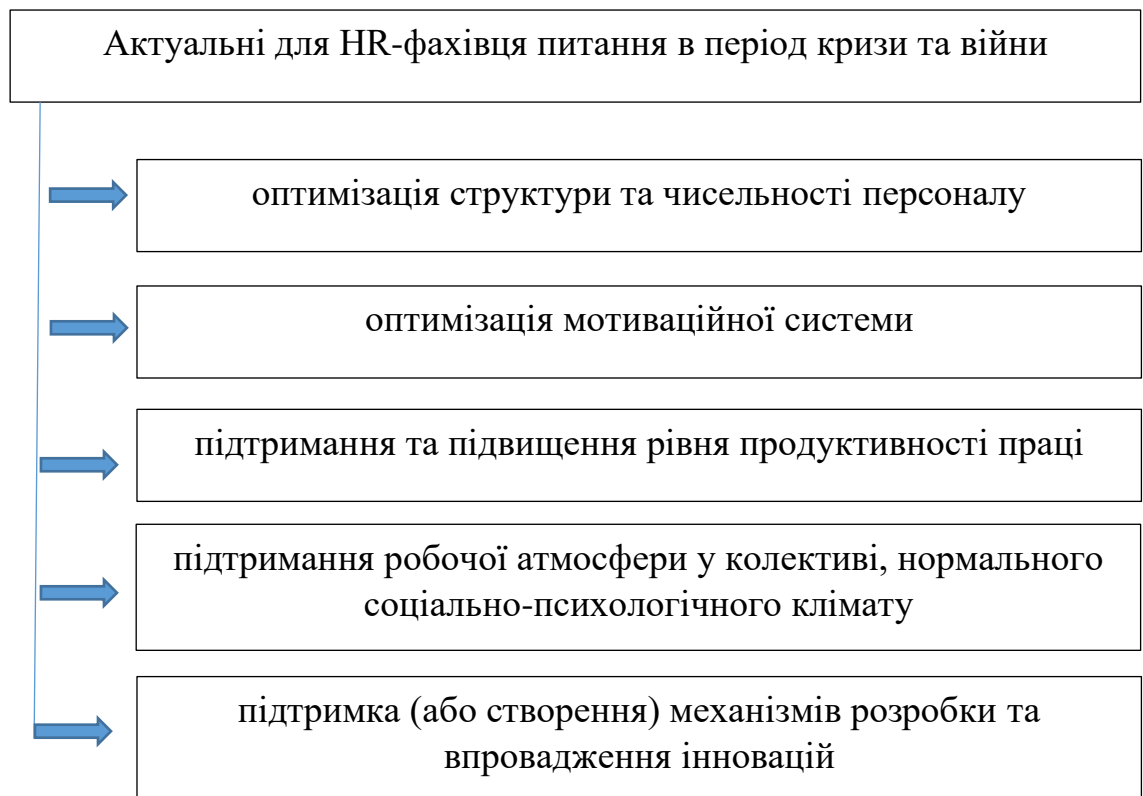 Актуальні для HR-фахівця питання в період кризи та війни
оптимізація структури та чисельності персоналу
оптимізація мотиваційної системи
підтримання та підвищення рівня продуктивності праці
підтримання робочої атмосфери у колективі, нормального
соціально-психологічного клімату
підтримка (або створення) механізмів розробки та
впровадження інновацій